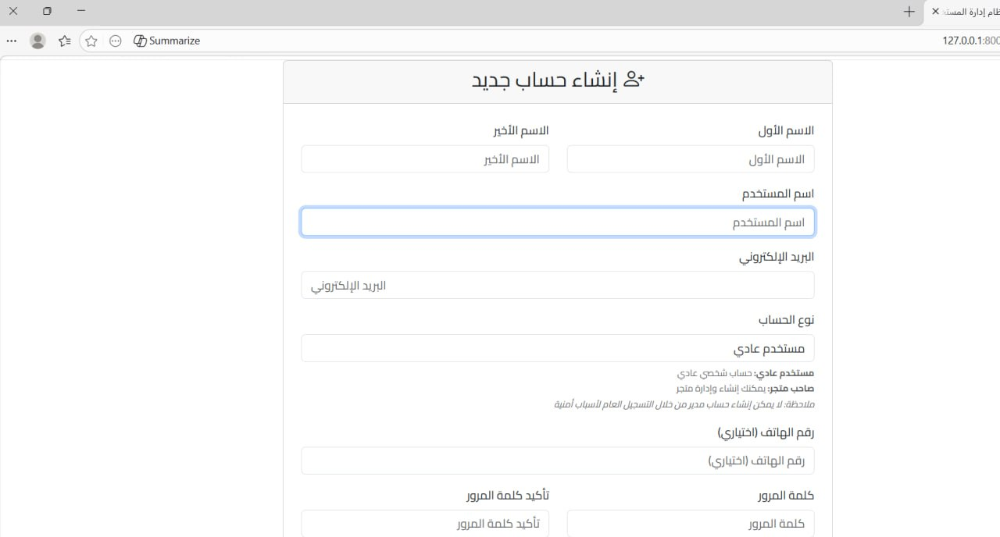 نظام إدارة المستخ
Summarize
127.0.0.1:800
إنشاء حساب جديد
الاسم الأول
الاسم الأخير
الاسم الأول
الاسم الأخير
اسم المستخدم
اسم المستخدم
البريد الإلكتروني
البريد الإلكتروني
نوع الحساب
مستخدم عادي
مستخدم عادي: حساب شخصي عادي
صاحب متجر: يمكنك إنشاء وإدارة متجر
ملاحظة: لا يمكن إنشاء حساب مدير من خلال التسجيل العام لأسباب أمنية
رقم الهاتف (اختياري)
رقم الهاتف (اختياري)
كلمة المرور
تأكيد كلمة المرور
كلمة المرور
تأكيد كلمة المرور